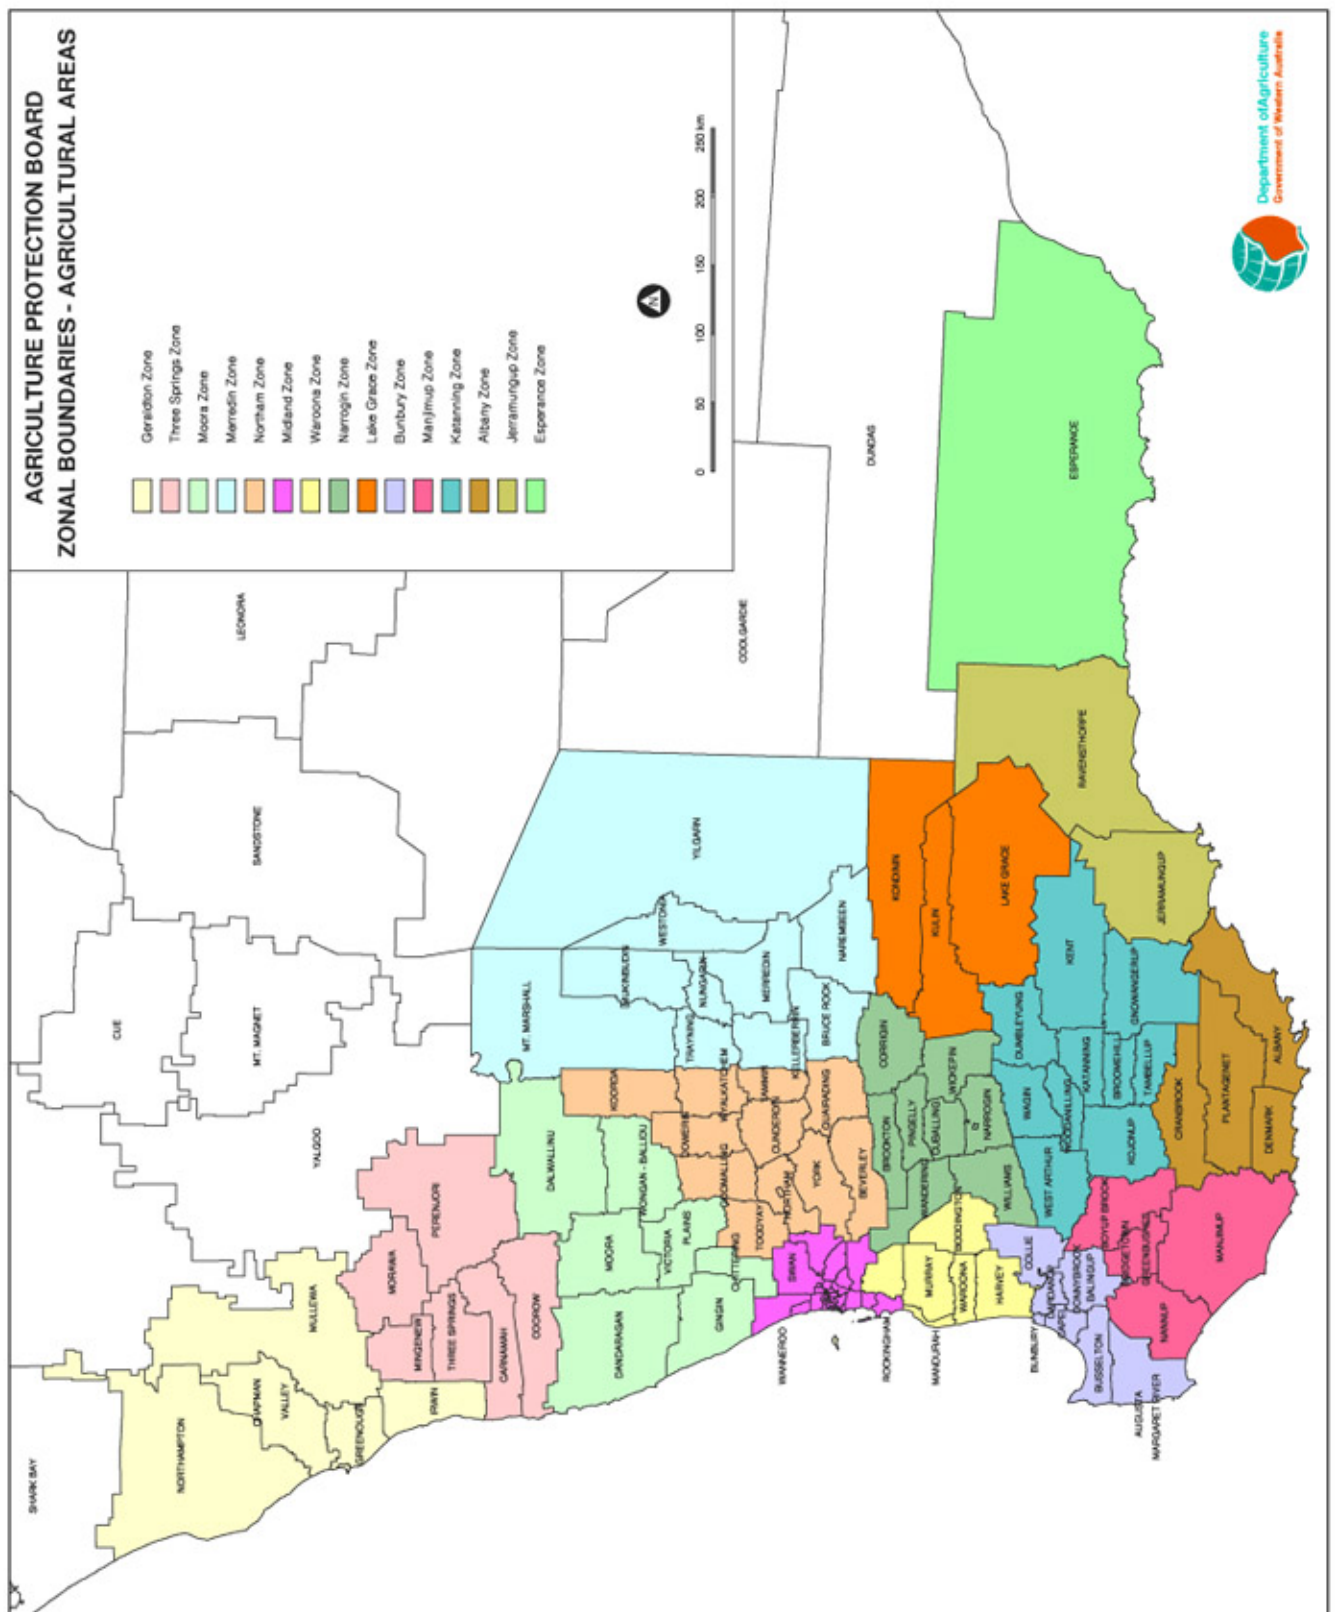 AGRICULTURE PROTECTION BOARD
ZONAL BOUNDARIES - AGRICULTURAL AREAS
Geraldton Zone
Three Springs Zone
Moora Zone
Merredin Zone
Northam Zone
Midland Zone
Waroona Zone
Narrogin Zone
Lake Grace Zone
Bunbury Zone
Manjimup Zone
Katanning Zone
Albany Zone
Jerramungup Zone
Esperance Zone
N
0 50 100 150 200 250 km
Department of Agriculture
Government of Western Australia
SHARK BAY
NORTHAMPTON
CHAPMAN
VALLEY
GREENOUGH
MULLEWA
IRWIN
CUE
MT. MAGNET
YALGOO
SANDSTONE
LEONORA
MORAWA
PERENJORI
MINGENEW
THREE SPRINGS
CARNAMAH
COOROW
DALWALLINU
MOORA
WONGAN - BALLIDU
VICTORIA
PLAINS
DANDARAGAN
GINGIN
CHITTERING
MT. MARSHALL
MUKINBUDIN
WESTONIA
YILGARN
NUNGARIN
TRAYNING
MERREDIN
KELLERBERRIN
BRUCE ROCK
NAREMBEEN
KOORDA
WYALKATCHEM
DOWERIN
TAMMIN
CUNDERDIN
QUAIRADING
GOOMALLING
TOODYAY
NORTHAM
YORK
BEVERLEY
WANNEROO
SWAN
ROCKINGHAM
MANDURAH
MURRAY
WAROONA
BODDINGTON
HARVEY
BROOKTON
CORRIGIN
PINGELLY
CUBALLING
WICKEPIN
NARROGIN
WANDERING
WILLIAMS
KONDININ
KULIN
LAKE GRACE
BUNBURY
COLLIE
DARDANUP
CAPEL
DONNYBROOK
BALINGUP
BUSSELTON
AUGUSTA
MARGARET RIVER
BOYUP BROOK
BRIDGETOWN
GREENBUSHES
NANNUP
MANJIMUP
WEST ARTHUR
WAGIN
DUMBLEYUNG
WOODANILLING
KATANNING
KENT
BROOMEHILL
TAMBELLUP
GNOWANGERUP
KOJONUP
CRANBROOK
PLANTAGENET
DENMARK
ALBANY
JERRAMUNGUP
RAVENSTHORPE
ESPERANCE
DUNDAS
COOLGARDIE